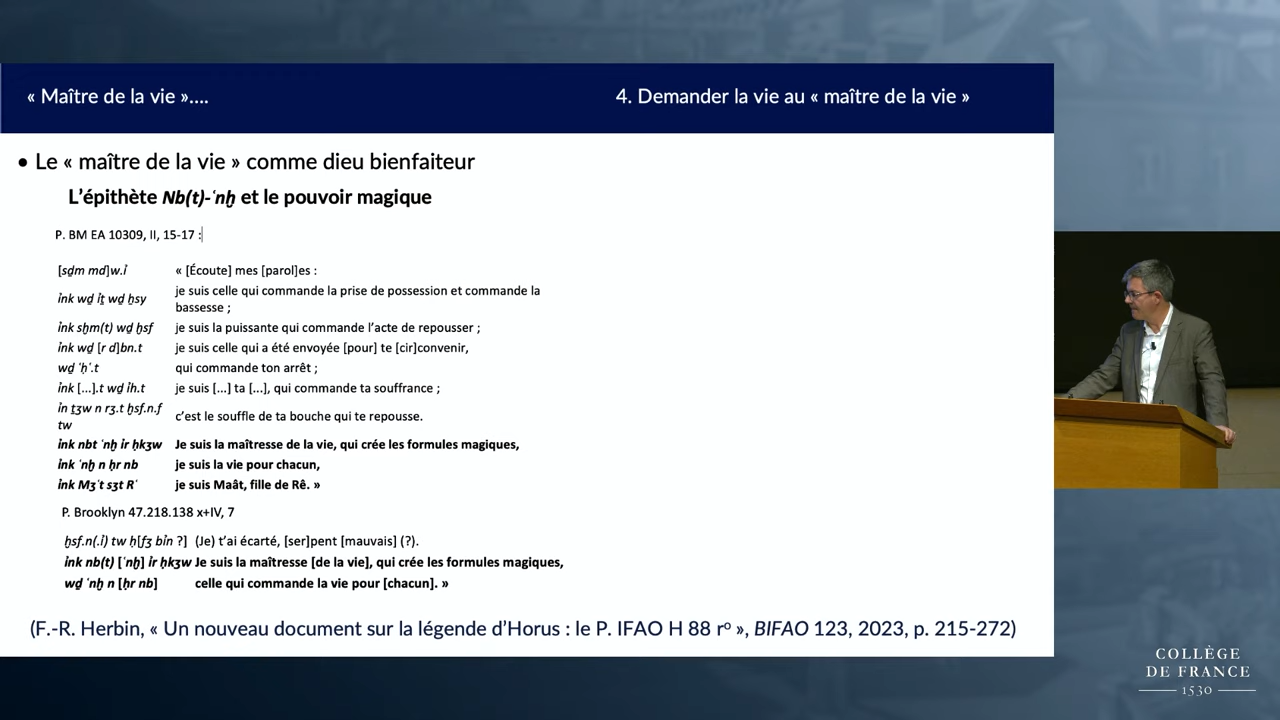 « Maître de la vie »....
4. Demander la vie au « maître de la vie »
• Le « maître de la vie » comme dieu bienfaiteur
L’épithète Nb(t)-ʿnḫ et le pouvoir magique
P. BM EA 10309, II, 15-17 :
[sḏm md]w.ỉ « [Écoute] mes [parol]es :
ỉnk wḏ ỉṯ wḏ ẖsy je suis celle qui commande la prise de possession et commande la
bassesse ;
ỉnk sḫm(t) wḏ ḫsf je suis la puissante qui commande l’acte de repousser ;
ỉnk wḏ [r d]bn.t je suis celle qui a été envoyée [pour] te [cir]convenir,
wḏ ʿḥʿ.t qui commande ton arrêt ;
ỉnk [...].t wḏ ỉh.t je suis [...] ta [...], qui commande ta souffrance ;
ỉn ṯȝw n rȝ.t ḫsf.n.f
tw c’est le souffle de ta bouche qui te repousse.
ỉnk nbt ʿnḫ ỉr ḥkȝw Je suis la maîtresse de la vie, qui crée les formules magiques,
ỉnk ʿnḫ n ḥr nb je suis la vie pour chacun,
ỉnk Mȝʿt sȝt Rʿ je suis Maât, fille de Rê. »
P. Brooklyn 47.218.138 x+IV, 7
ḫsf.n(.ỉ) tw ḥ[fȝ bỉn ?] (Je) t’ai écarté, [ser]pent [mauvais] (?).
ỉnk nb(t) [ʿnḫ] ỉr ḥkȝw Je suis la maîtresse [de la vie], qui crée les formules magiques,
wḏ ʿnḫ n [ḥr nb] celle qui commande la vie pour [chacun]. »
(F.-R. Herbin, « Un nouveau document sur la légende d’Horus : le P. IFAO H 88 rº », BIFAO 123, 2023, p. 215-272)
COLLÈGE
DE FRANCE
1530